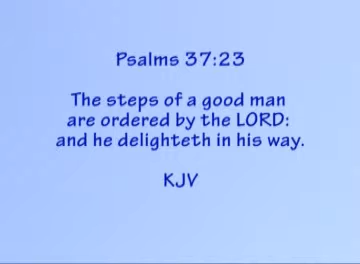 Psalms 37:23
The steps of a good man
are ordered by the LORD:
and he delighteth in his way.
KJV